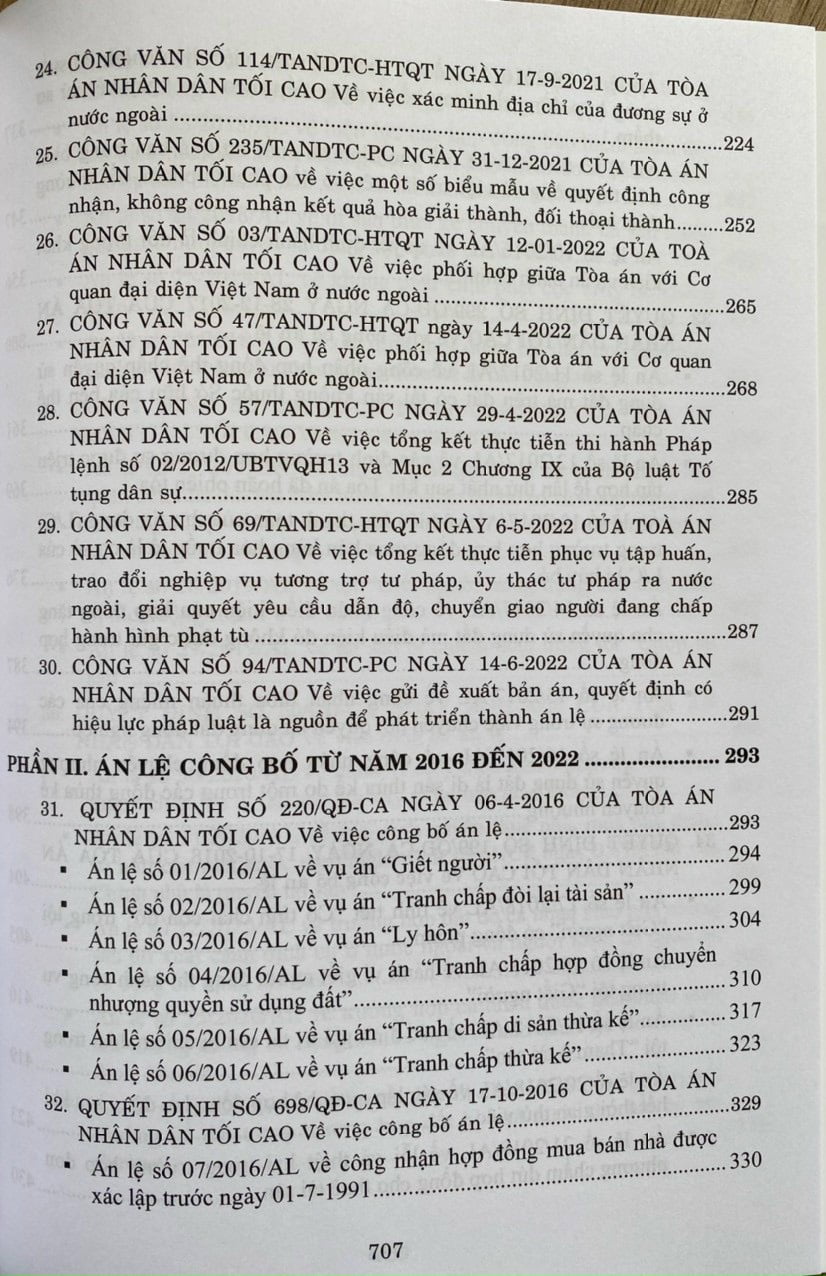 24. CÔNG VĂN SỐ 114/TANDTC-HTQT NGÀY 17-9-2021 CỦA TÒA
ÁN NHÂN DÂN TỐI CAO Về việc xác minh địa chỉ của đương sự ở
nước ngoài ........................................................................224
25. CÔNG VĂN SỐ 235/TANDTC-PC NGÀY 31-12-2021 CỦA TÒA ÁN
NHÂN DÂN TỐI CAO về việc một số biểu mẫu về quyết định công
nhận, không công nhận kết quả hòa giải thành, đối thoại thành.........252
26. CÔNG VĂN SỐ 03/TANDTC-HTQT NGÀY 12-01-2022 CỦA TOÀ
ÁN NHÂN DÂN TỐI CAO Về việc phối hợp giữa Tòa án với Cơ
quan đại diện Việt Nam ở nước ngoài ........................................265
27. CÔNG VĂN SỐ 47/TANDTC-HTQT ngày 14-4-2022 CỦA TÒA ÁN
NHÂN DÂN TỐI CAO Về việc phối hợp giữa Tòa án với Cơ quan
đại diện Việt Nam ở nước ngoài...............................................268
28. CÔNG VĂN SỐ 57/TANDTC-PC NGÀY 29-4-2022 CỦA TÒA ÁN
NHÂN DÂN TỐI CAO Về việc tổng kết thực tiễn thi hành Pháp
lệnh số 02/2012/UBTVQH13 và Mục 2 Chương IX của Bộ luật Tố
tụng dân sự.......................................................................285
29. CÔNG VĂN SỐ 69/TANDTC-HTQT NGÀY 6-5-2022 CỦA TOÀ ÁN
NHÂN DÂN TỐI CAO Về việc tổng kết thực tiễn phục vụ tập huấn,
trao đổi nghiệp vụ tương trợ tư pháp, ủy thác tư pháp ra nước
ngoài, giải quyết yêu cầu dẫn độ, chuyển giao người đang chấp
hành hình phạt tù ................................................................287
30. CÔNG VĂN SỐ 94/TANDTC-PC NGÀY 14-6-2022 CỦA TÒA ÁN
NHÂN DÂN TỐI CAO Về việc gửi đề xuất bản án, quyết định có
hiệu lực pháp luật là nguồn để phát triển thành án lệ ...................291
PHẦN II. ÁN LỆ CÔNG BỐ TỪ NĂM 2016 ĐẾN 2022 ...................... 293
31. QUYẾT ĐỊNH SỐ 220/QĐ-CA NGÀY 06-4-2016 CỦA TÒA ÁN
NHÂN DÂN TỐI CAO Về việc công bố án lệ................................293
▪ Án lệ số 01/2016/AL về vụ án “Giết người”................................ 294
▪ Án lệ số 02/2016/AL về vụ án “Tranh chấp đòi lại tài sản” ............ 299
▪ Án lệ số 03/2016/AL về vụ án “Ly hôn”..................................... 304
▪ Án lệ số 04/2016/AL về vụ án “Tranh chấp hợp đồng chuyển
nhượng quyền sử dụng đất”.................................................... 310
▪ Án lệ số 05/2016/AL về vụ án “Tranh chấp di sản thừa kế”............ 317
▪ Án lệ số 06/2016/AL về vụ án “Tranh chấp thừa kế” .................... 323
32. QUYẾT ĐỊNH SỐ 698/QĐ-CA NGÀY 17-10-2016 CỦA TÒA ÁN
NHÂN DÂN TỐI CAO Về việc công bố án lệ................................329
▪ Án lệ số 07/2016/AL về công nhận hợp đồng mua bán nhà được
xác lập trước ngày 01-7-1991.................................................. 330
707